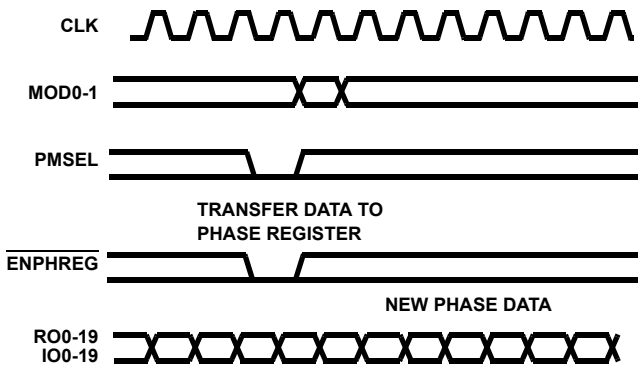 CLK
MOD0-1
PMSEL
TRANSFER DATA TO
PHASE REGISTER
ENPHREG
NEW PHASE DATA
RO0-19
IO0-19